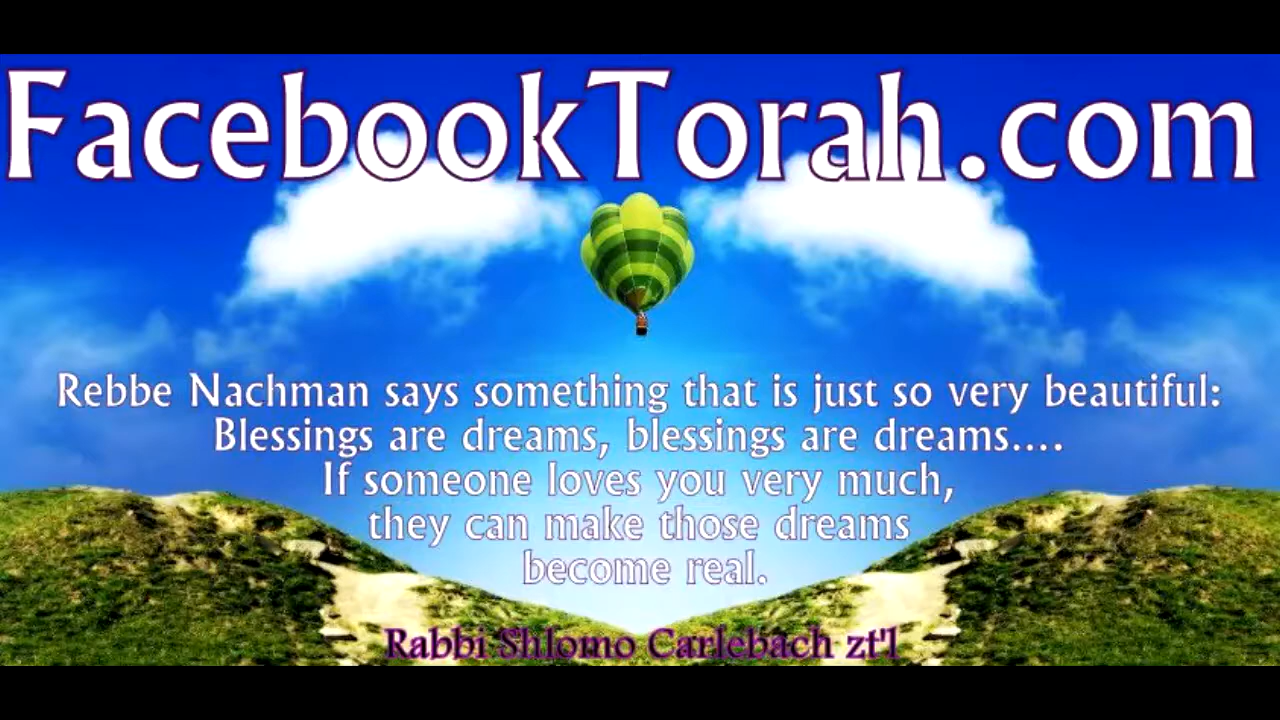 FacebookTorah.com
Rebbe Nachman says something that is just so very beautiful:
Blessings are dreams, blessings are dreams....
If someone loves you very much,
they can make those dreams
become real.
Rabbi Shlomo Carlebach zt'l